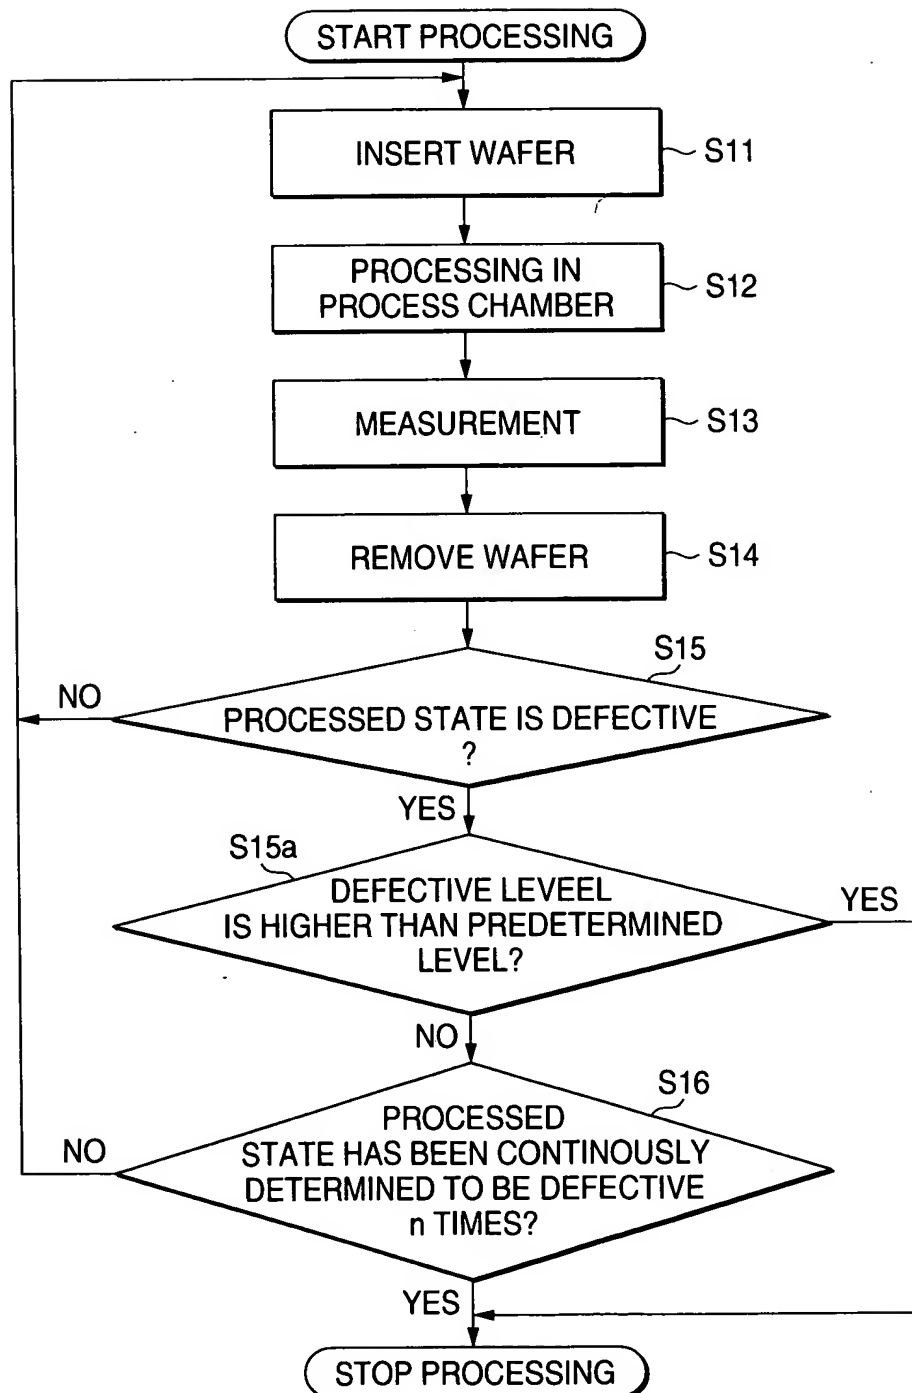 START PROCESSING
INSERT WAFER
S11
PROCESSING IN
PROCESS CHAMBER
S12
MEASUREMENT
S13
REMOVE WAFER
S14
S15
NO
PROCESSED STATE IS DEFECTIVE
?
YES
S15a
DEFECTIVE LEVEEL
IS HIGHER THAN PREDETERMINED
LEVEL?
YES
NO
S16
PROCESSED
STATE HAS BEEN CONTINOUSLY
DETERMINED TO BE DEFECTIVE
n TIMES?
NO
YES
STOP PROCESSING